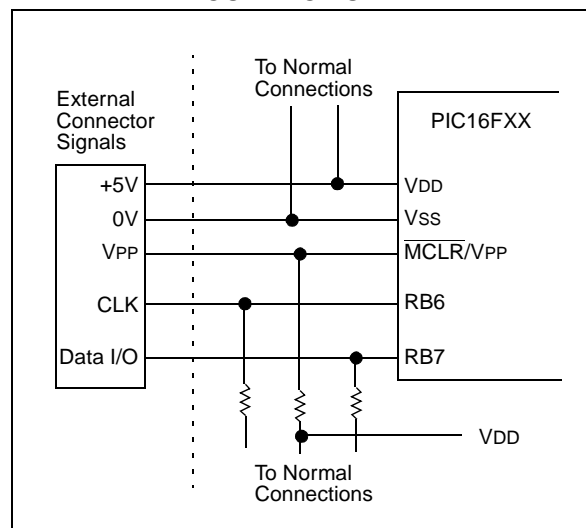 To Normal
Connections
External
Connector
Signals
PIC16FXX
+5V
VDD
0V
VSS
VPP
MCLR/VPP
CLK
RB6
Data I/O
RB7
VDD
To Normal
Connections